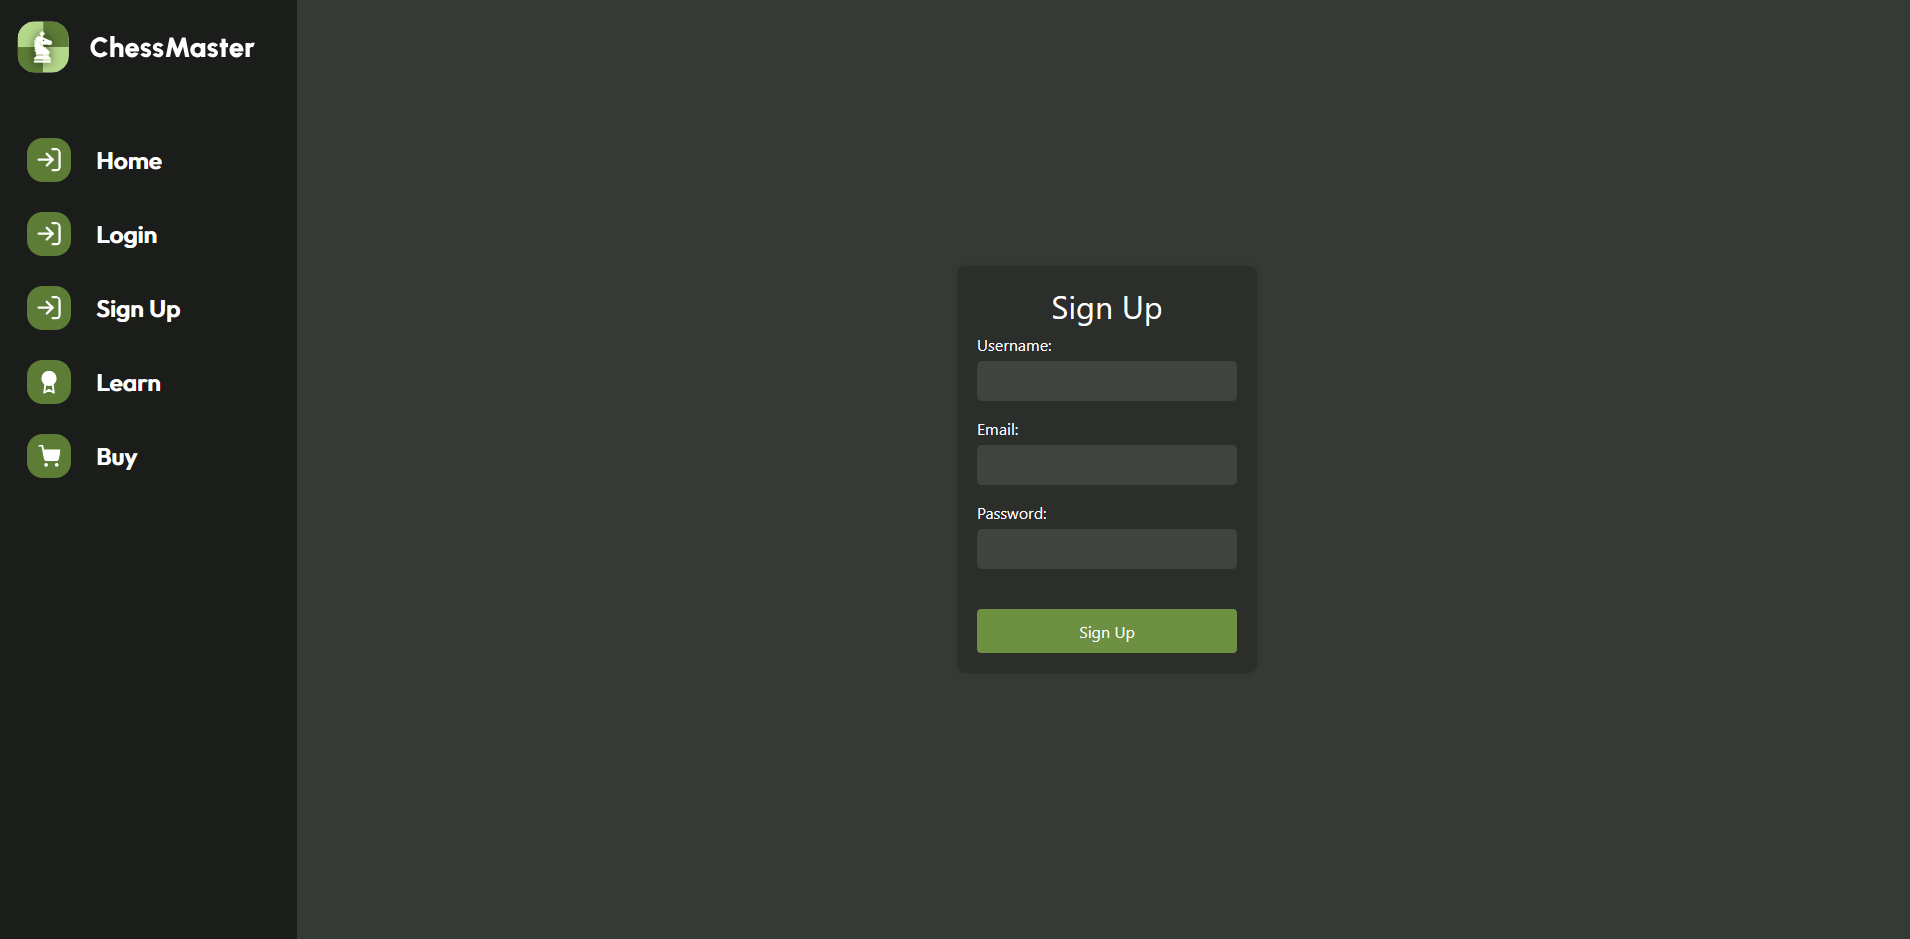 ChessMaster
Home
Login
Sign Up
Learn
Buy
Sign Up
Username:
Email:
Password:
Sign Up